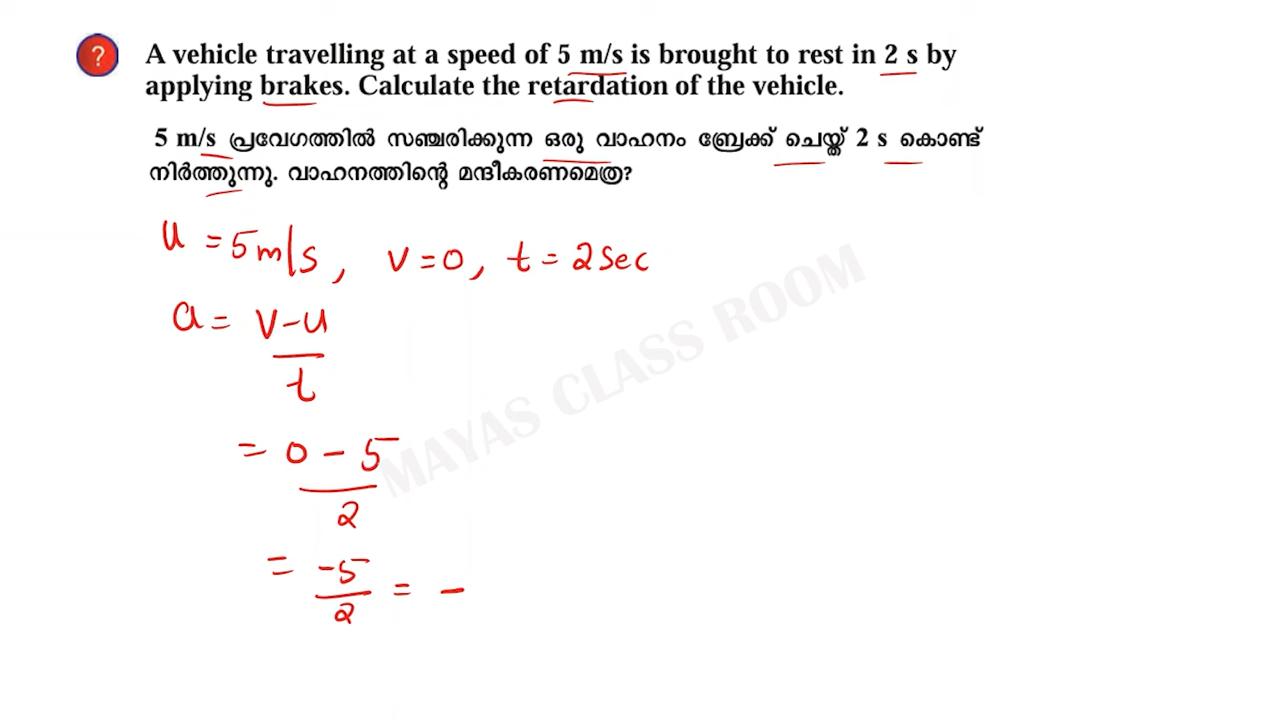 ?
A vehicle travelling at a speed of 5 m/s is brought to rest in 2 s by
applying brakes. Calculate the retardation of the vehicle.
5 m/s പ്രവേഗത്തിൽ സഞ്ചരിക്കുന്ന ഒരു വാഹനം ബ്രേക്ക് ചെയ്ത് 2 s കൊണ്ട്
നിർത്തുന്നു. വാഹനത്തിന്റെ മന്ദീകരണമെത്ര?
u = 5m/s, v=0, t = 2sec
a = v-u
t
= 0 - 5
2
= -5 = -
2
MAYAS CLASS ROOM